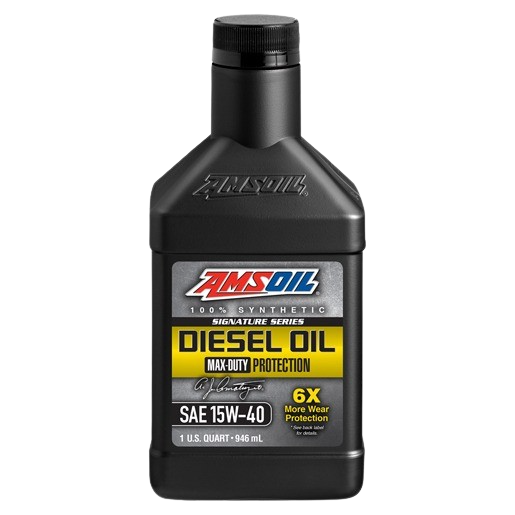 AMSOIL
AMSOIL
100% SYNTHETIC
SIGNATURE SERIES
DIESEL OIL
MAX-DUTY PROTECTION
SAE 15W-40
6X
More Wear
Protection
*See back label
for details.
1 U.S. QUART • 946 mL